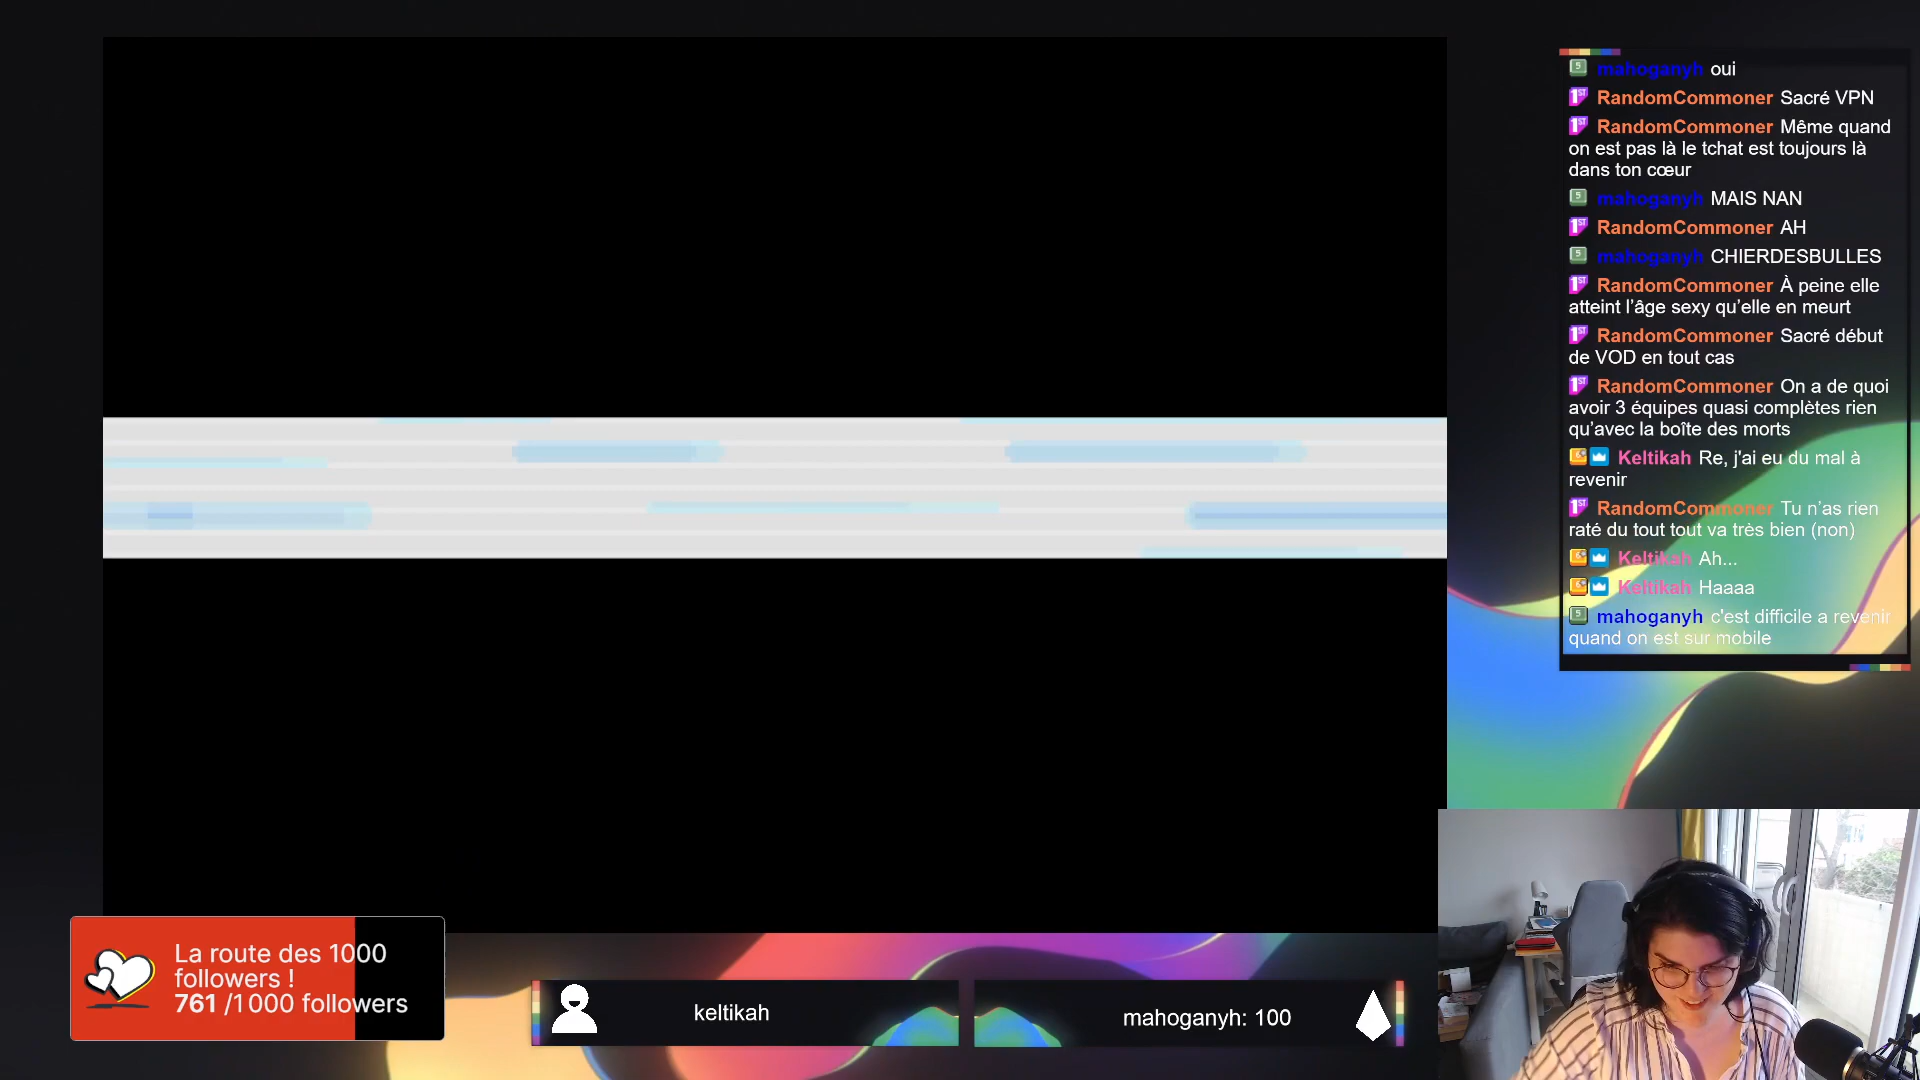 mahoganyh oui
RandomCommoner Sacré VPN
RandomCommoner Même quand
on est pas là le tchat est toujours là
dans ton cœur
mahoganyh MAIS NAN
RandomCommoner AH
mahoganyh CHIERDESBULLES
RandomCommoner À peine elle
atteint l’âge sexy qu’elle en meurt
RandomCommoner Sacré début
de VOD en tout cas
RandomCommoner On a de quoi
avoir 3 équipes quasi complètes rien
qu’avec la boîte des morts
Keltikah Re, j'ai eu du mal à
revenir
RandomCommoner Tu n’as rien
raté du tout tout va très bien (non)
Keltikah Ah...
Keltikah Haaaa
mahoganyh c'est difficile a revenir
quand on est sur mobile
La route des 1000
followers !
761 /1 000 followers
keltikah
mahoganyh: 100